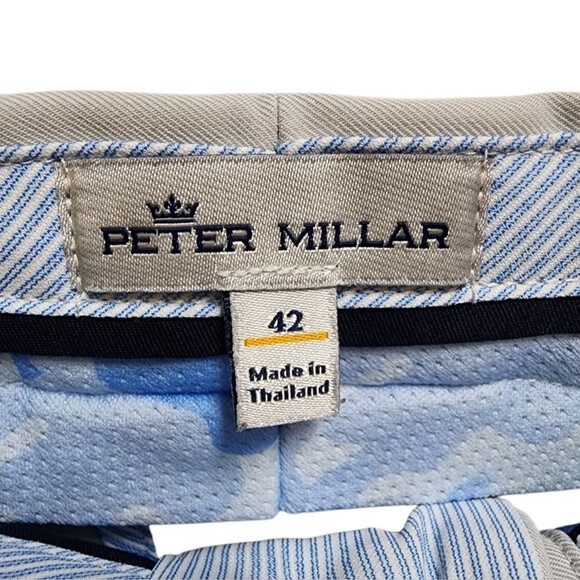 PETER MILLAR
42
Made in
Thailand